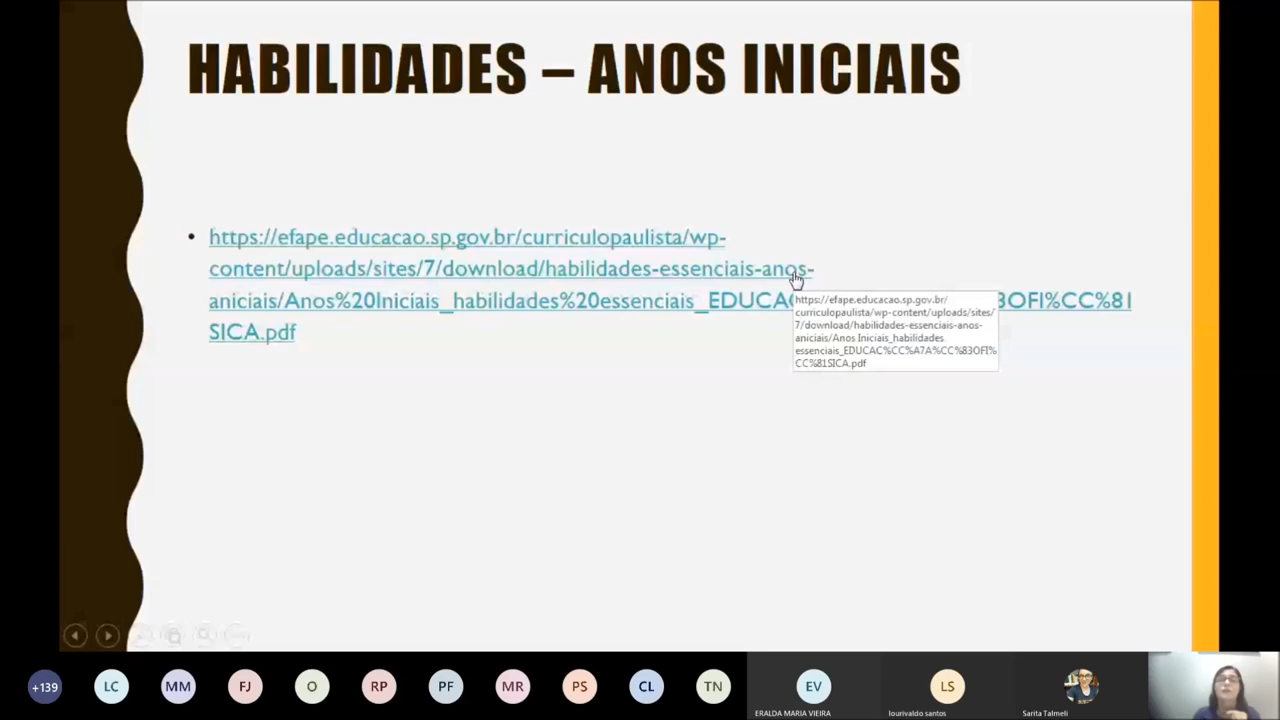 HABILIDADES – ANOS INICIAIS
• https://efape.educacao.sp.gov.br/curriculopaulista/wp-
content/uploads/sites/7/download/habilidades-essenciais-anos-
aniciais/Anos%20Iniciais_habilidades%20essenciais_EDUCAÇ 3OFI%CC%81
SICA.pdf
https://efape.educacao.sp.gov.br/
curriculopaulista/wp-content/uploads/sites/
7/download/habilidades-essenciais-anos-
aniciais/Anos Iniciais_habilidades
essenciais_EDUCAC%CC%A7A%CC%83OFI%
CC%81SICA.pdf
+139
LC
MM
FJ
O
RP
PF
MR
PS
CL
TN
EV
LS
ERALDA MARIA VIEIRA
lourivaldo santos
Sarita Talmeli